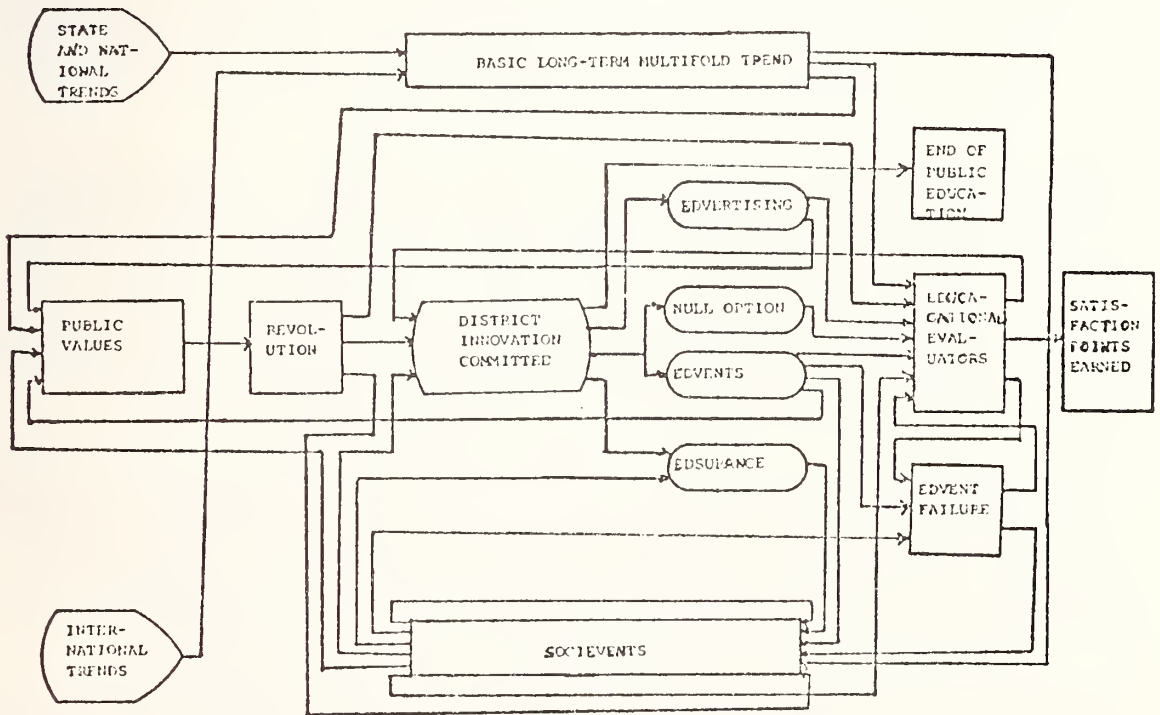 STATE
AND NAT-
IONAL
TRENDS
BASIC LONG-TERM MULTIFOLD TREND
END OF
PUBLIC
EDUCA-
TION
EDVERTISING
PUBLIC
VALUES
REVOL-
UTION
DISTRICT
INNOVATION
COMMITTED
NULL OPTION
EDVENTS
EDUCA-
TIONAL
EVAL-
UATORS
SATIS-
FACTION
POINTS
EARNED
EDSURANCE
EDVENT
FAILURE
INTER-
NATIONAL
TRENDS
SOCIEVENTS